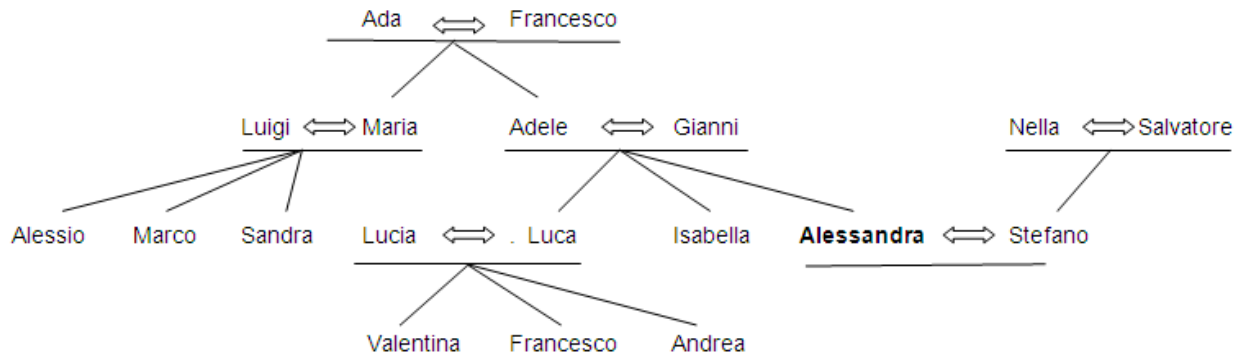 Ada Francesco
Luigi Maria Adele Gianni Nella Salvatore
Alessio Marco Sandra Lucia . Luca Isabella Alessandra Stefano
Valentina Francesco Andrea